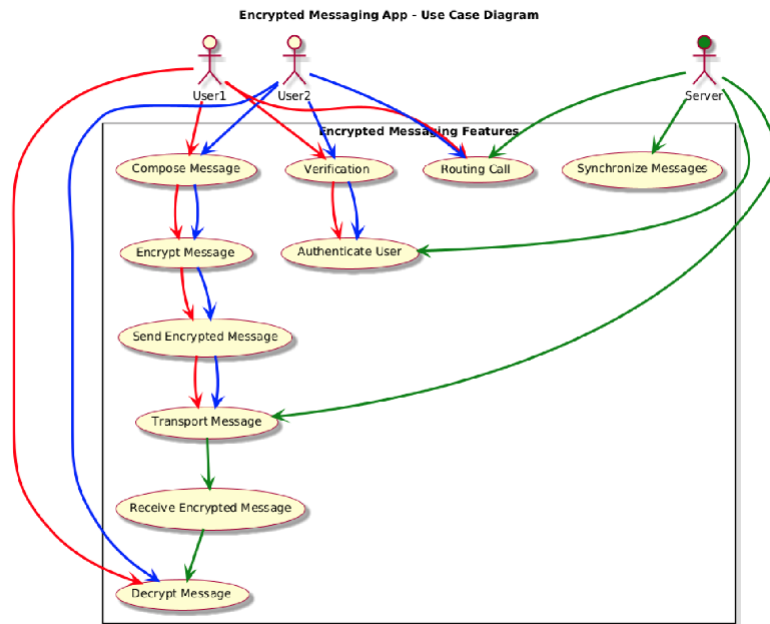 Encrypted Messaging App - Use Case Diagram
User1
User2
Server
Encrypted Messaging Features
Compose Message
Verification
Routing Call
Synchronize Messages
Encrypt Message
Authenticate User
Send Encrypted Message
Transport Message
Receive Encrypted Message
Decrypt Message